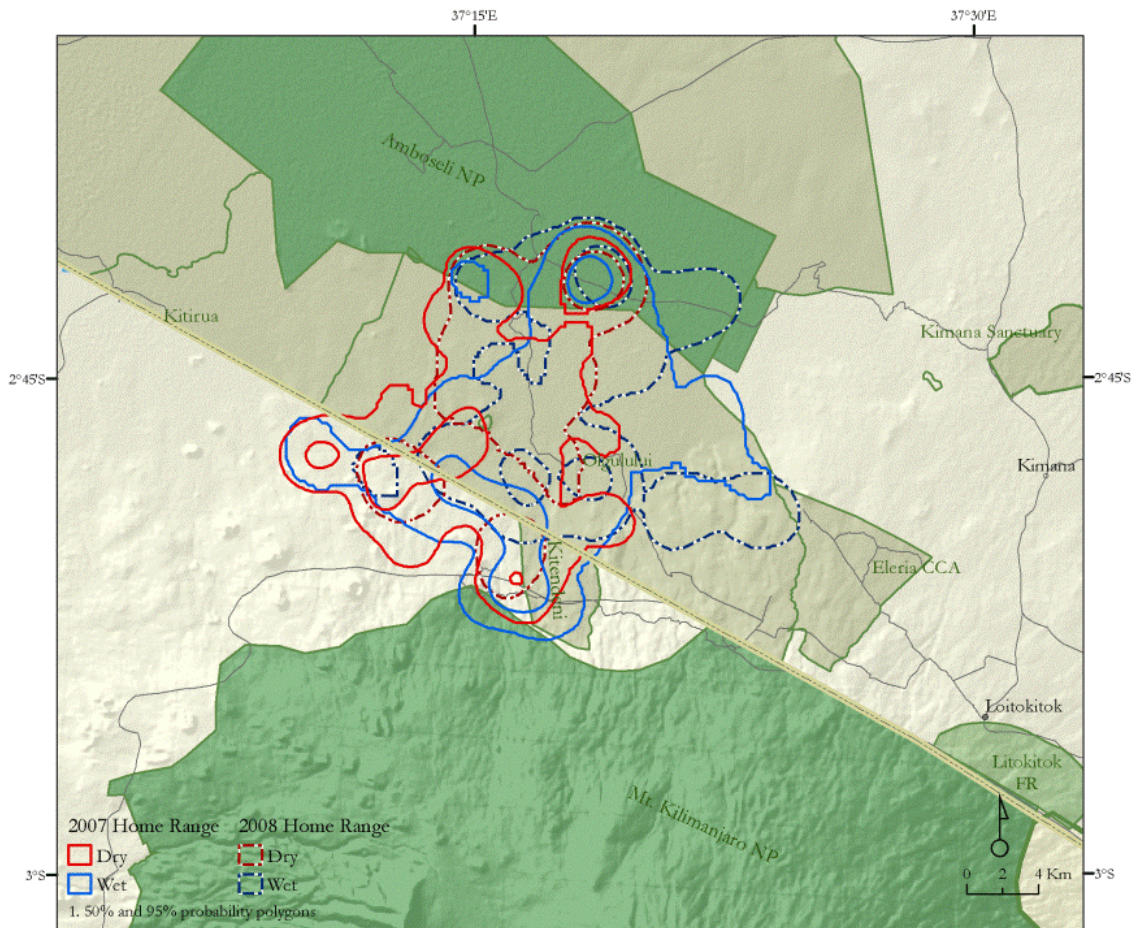 37°15'E 37°30'E
Amboseli NP
Kitirua
Kimana Sanctuary
2°45'S 2°45'S
Olgulului
Kimana
Kitendeni
Eleria CCA
Loitokitok
Litokitok
FR
Mt. Kilimanjaro NP
2007 Home Range 2008 Home Range
Dry Dry
Wet Wet
1. 50% and 95% probability polygons
0 2 4 Km
3°S 3°S